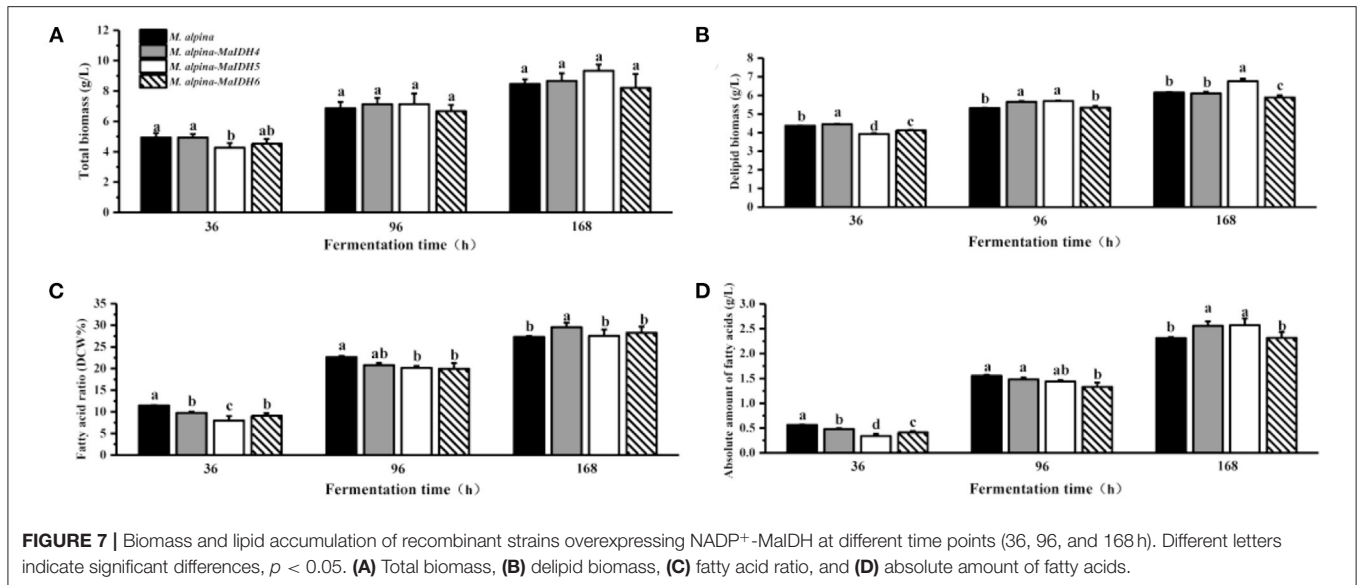 A
M. alpina
M. alpina-MaIDH4
M. alpina-MaIDH5
M. alpina-MaIDH6
Total biomass (g/L)
12
10
8
6
4
2
0
a a b ab
a a a a
a a a a
36 96 168
Fermentation time（h）
B
Delipid biomass (g/L)
8
7
6
5
4
3
2
1
0
b a d c
b a a b
b b a c
36 96 168
Fermentation time（h）
C
Fatty acid ratio (DCW%)
35
30
25
20
15
10
5
0
a b c b
a ab b b
b a b b
36 96 168
Fermentation time（h）
D
Absolute amount of fatty acids (g/L)
3.0
2.5
2.0
1.5
1.0
0.5
0.0
a b d c
a a ab b
b a a b
36 96 168
Fermentation time（h）
FIGURE 7 | Biomass and lipid accumulation of recombinant strains overexpressing NADP⁺-MaIDH at different time points (36, 96, and 168 h). Different letters
indicate significant differences, p < 0.05. (A) Total biomass, (B) delipid biomass, (C) fatty acid ratio, and (D) absolute amount of fatty acids.